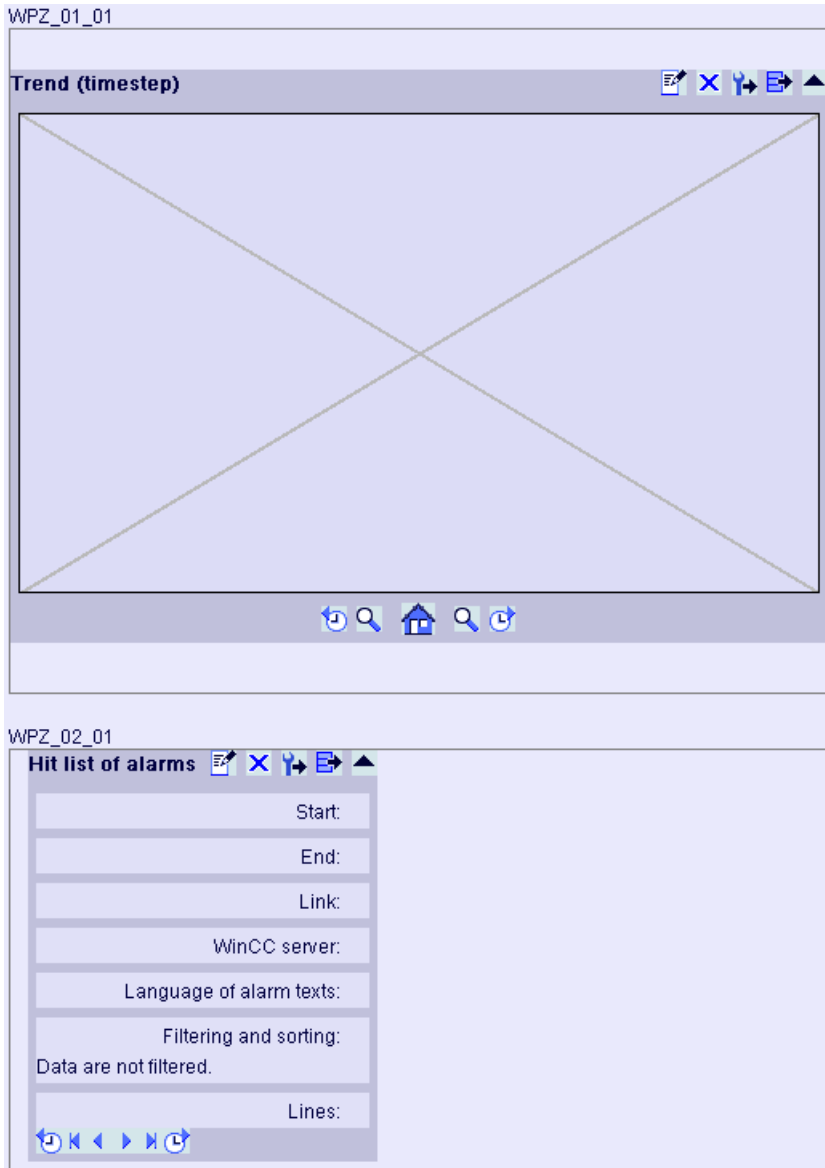 WPZ_01_01
Trend (timestep)
WPZ_02_01
Hit list of alarms
Start:
End:
Link:
WinCC server:
Language of alarm texts:
Filtering and sorting:
Data are not filtered.
Lines: